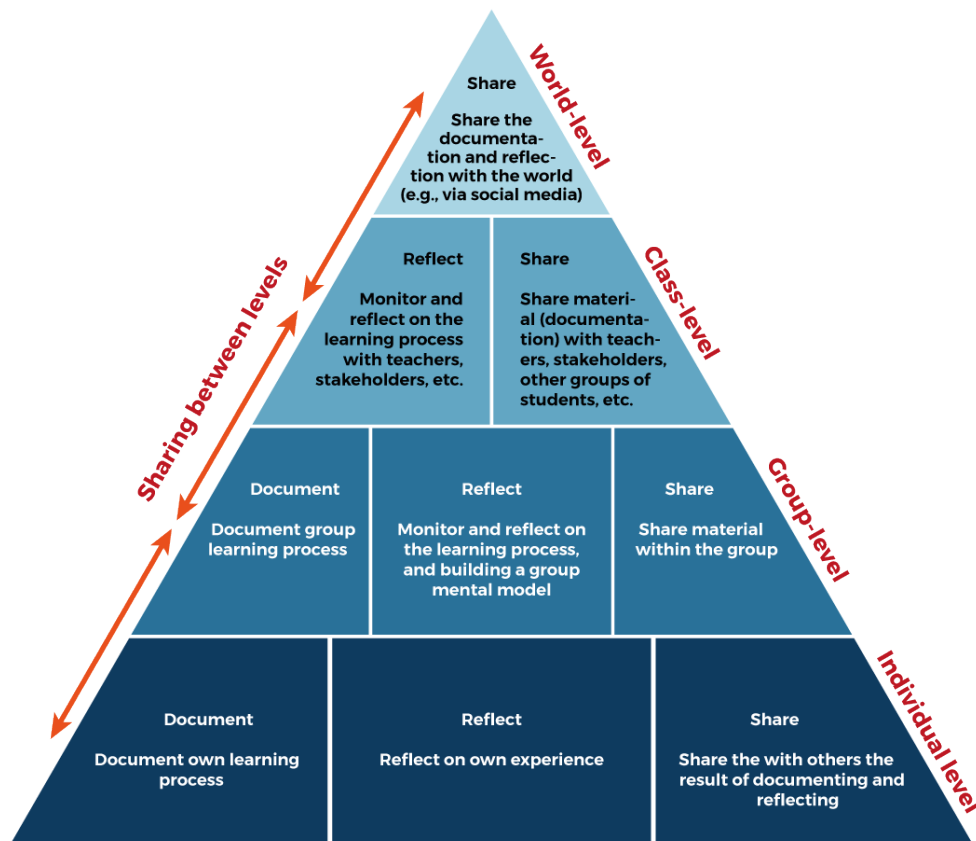 Share
Share the
documenta-
tion and reflec-
tion with the world
(e.g., via social media)
World-level
Reflect
Monitor and
reflect on the
learning process
with teachers,
stakeholders, etc.
Share
Share materi-
al (documenta-
tion) with teach-
ers, stakeholders,
other groups of
students, etc.
Class-level
Sharing between levels
Document
Document group
learning process
Reflect
Monitor and reflect on
the learning process,
and building a group
mental model
Share
Share material
within the group
Group-level
Document
Document own learning
process
Reflect
Reflect on own experience
Share
Share the with others the
result of documenting and
reflecting
Individual level